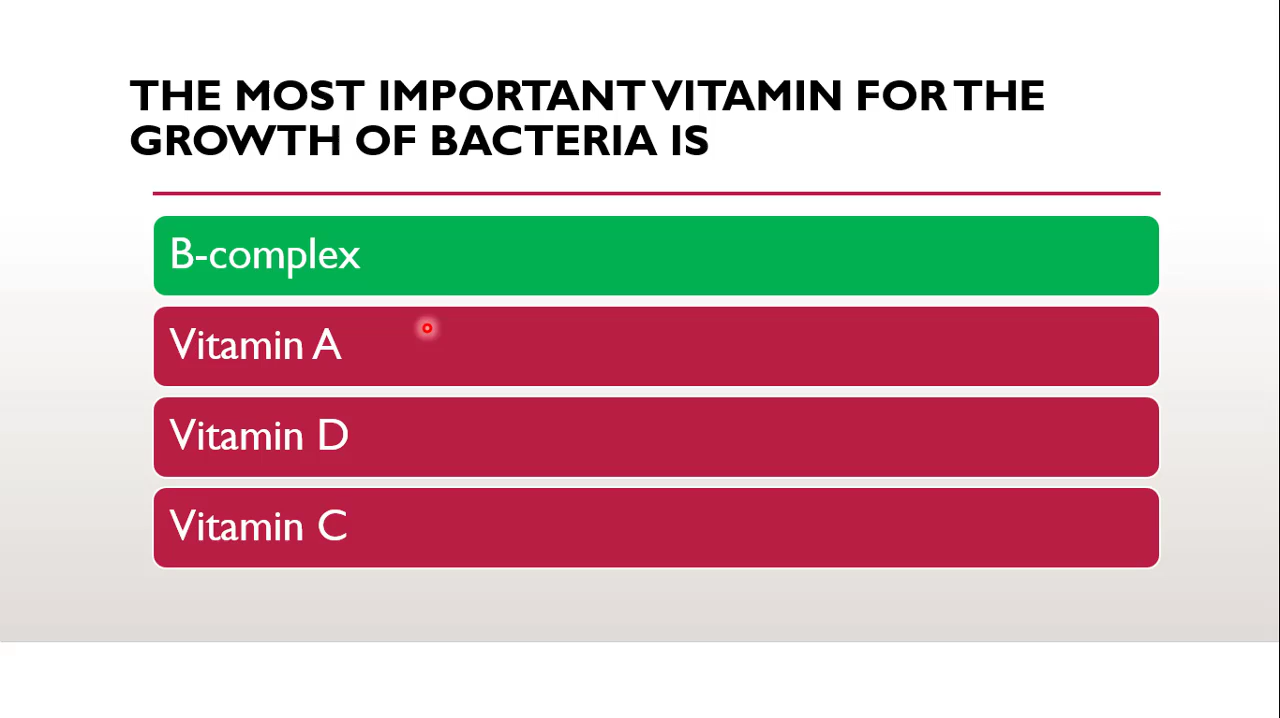 THE MOST IMPORTANT VITAMIN FOR THE
GROWTH OF BACTERIA IS
B-complex
Vitamin A
Vitamin D
Vitamin C